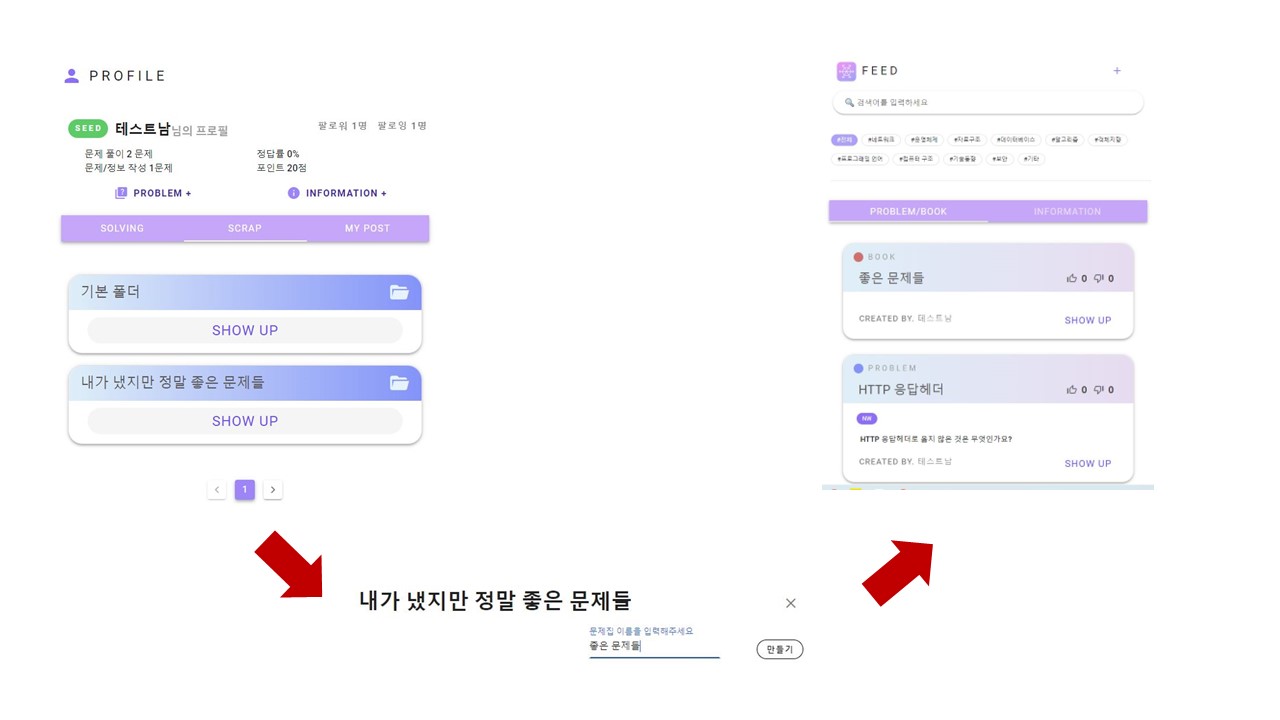 PROFILE
SEED 테스트남님의 프로필 팔로워 1명 팔로잉 1명
문제 풀이 2 문제 정답률 0%
문제/정보 작성 1문제 포인트 20점
PROBLEM + INFORMATION +
SOLVING SCRAP MY POST
기본 폴더
SHOW UP
내가 냈지만 정말 좋은 문제들
SHOW UP
1
내가 냈지만 정말 좋은 문제들
문제집 이름을 입력해주세요
좋은 문제들
만들기
FEED +
검색어를 입력하세요
#전체 #네트워크 #운영체제 #자료구조 #데이터베이스 #알고리즘 #객체지향
#프로그래밍 언어 #컴퓨터 구조 #기술동향 #보안 #기타
PROBLEM/BOOK INFORMATION
BOOK
좋은 문제들 0 0
CREATED BY. 테스트남 SHOW UP
PROBLEM
HTTP 응답헤더 0 0
NW
HTTP 응답헤더로 옳지 않은 것은 무엇인가요?
CREATED BY. 테스트남 SHOW UP